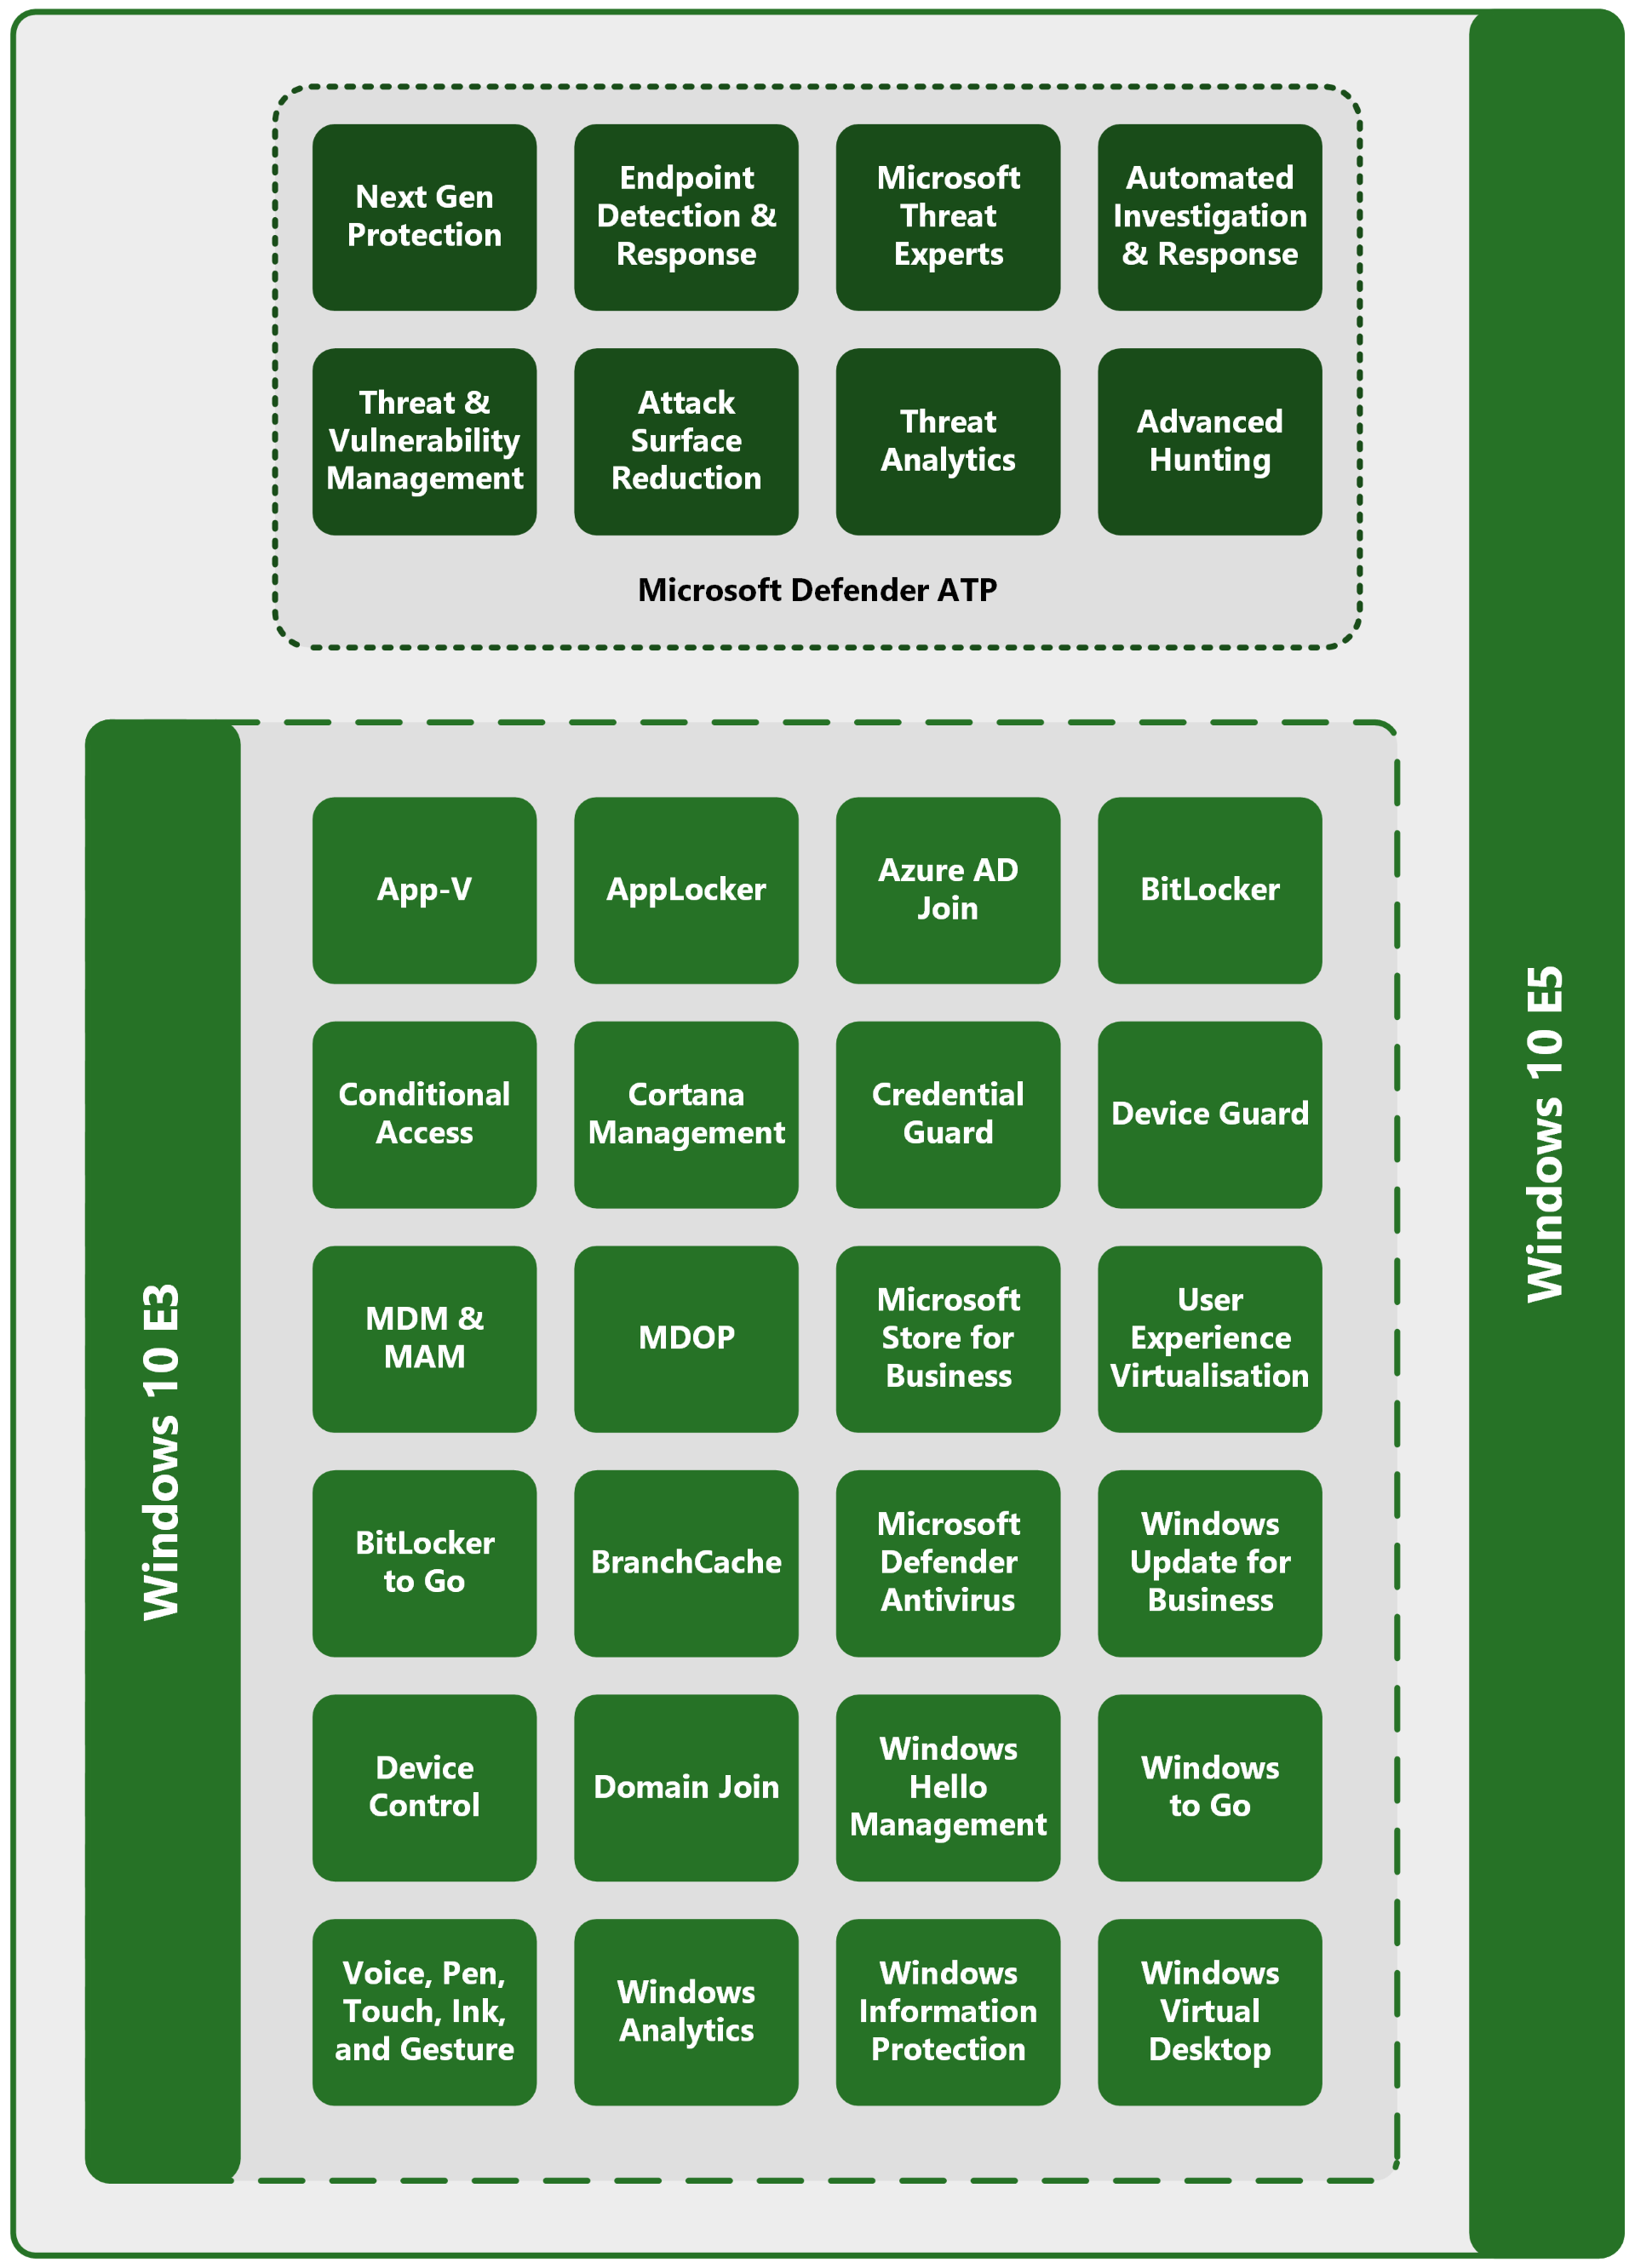 Next Gen
Protection
Endpoint
Detection &
Response
Microsoft
Threat
Experts
Automated
Investigation
& Response
Threat &
Vulnerability
Management
Attack
Surface
Reduction
Threat
Analytics
Advanced
Hunting
Microsoft Defender ATP
Windows 10 E5
Windows 10 E3
App-V
AppLocker
Azure AD
Join
BitLocker
Conditional
Access
Cortana
Management
Credential
Guard
Device Guard
MDM &
MAM
MDOP
Microsoft
Store for
Business
User
Experience
Virtualisation
BitLocker
to Go
BranchCache
Microsoft
Defender
Antivirus
Windows
Update for
Business
Device
Control
Domain Join
Windows
Hello
Management
Windows
to Go
Voice, Pen,
Touch, Ink,
and Gesture
Windows
Analytics
Windows
Information
Protection
Windows
Virtual
Desktop